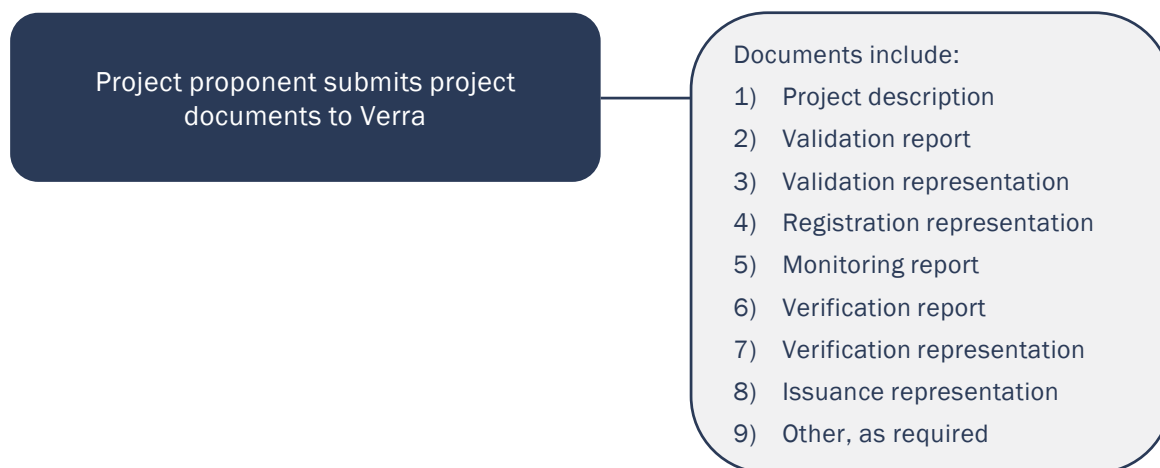 Project proponent submits project
documents to Verra
Documents include:
1) Project description
2) Validation report
3) Validation representation
4) Registration representation
5) Monitoring report
6) Verification report
7) Verification representation
8) Issuance representation
9) Other, as required